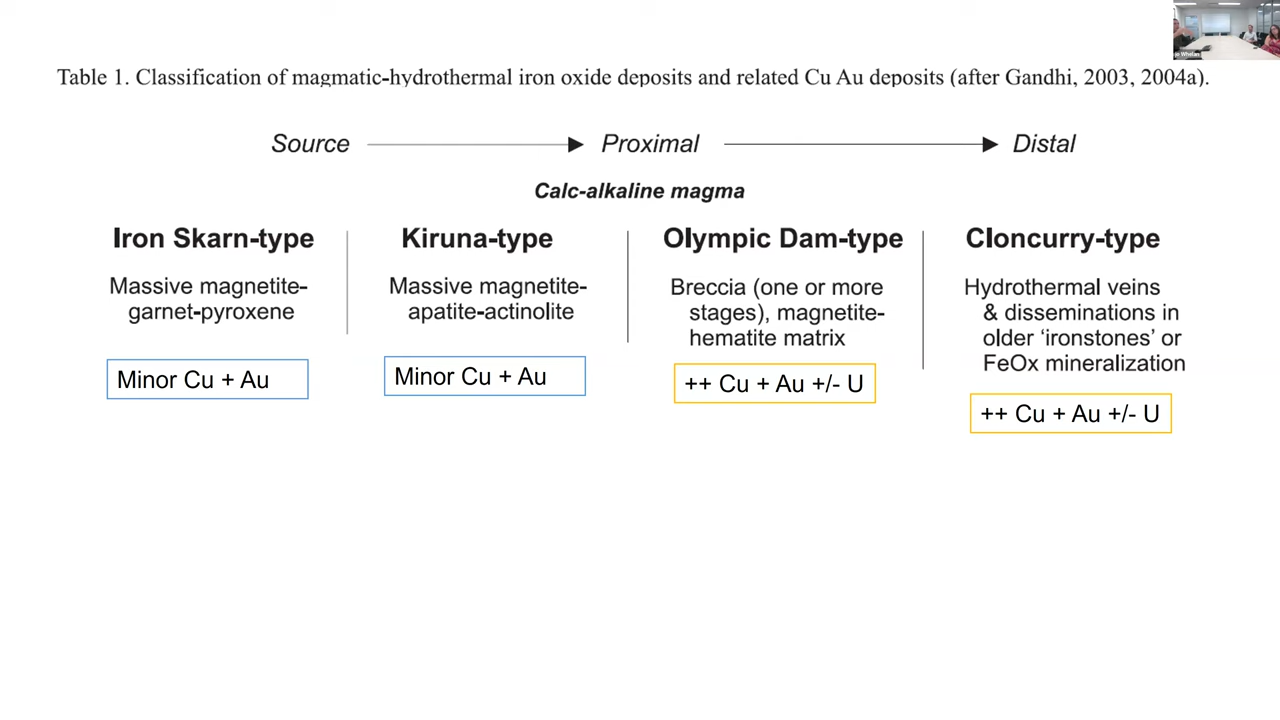 Table 1. Classification of magmatic-hydrothermal iron oxide deposits and related Cu Au deposits (after Gandhi, 2003, 2004a).
Source
Proximal
Distal
Calc-alkaline magma
Iron Skarn-type
Massive magnetite-
garnet-pyroxene
Minor Cu + Au
Kiruna-type
Massive magnetite-
apatite-actinolite
Minor Cu + Au
Olympic Dam-type
Breccia (one or more
stages), magnetite-
hematite matrix
++ Cu + Au +/- U
Cloncurry-type
Hydrothermal veins
& disseminations in
older ‘ironstones’ or
FeOx mineralization
++ Cu + Au +/- U